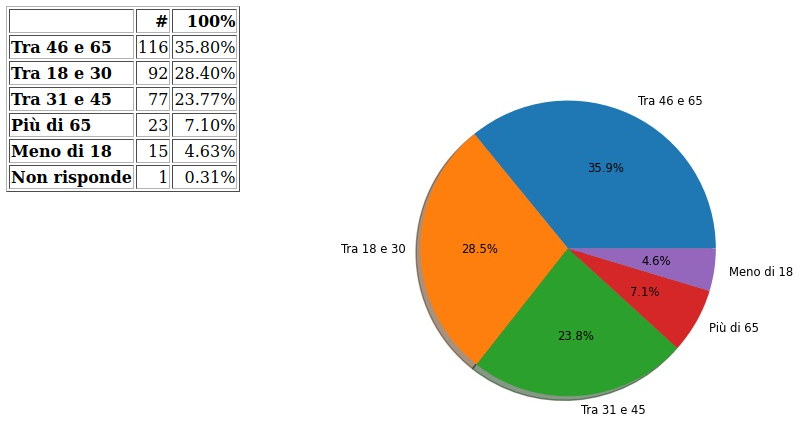 # 100%
Tra 46 e 65 116 35.80%
Tra 18 e 30 92 28.40%
Tra 31 e 45 77 23.77%
Più di 65 23 7.10%
Meno di 18 15 4.63%
Non risponde 1 0.31%
Tra 46 e 65
35.9%
Tra 18 e 30
28.5%
4.6%
Meno di 18
7.1%
Più di 65
23.8%
Tra 31 e 45